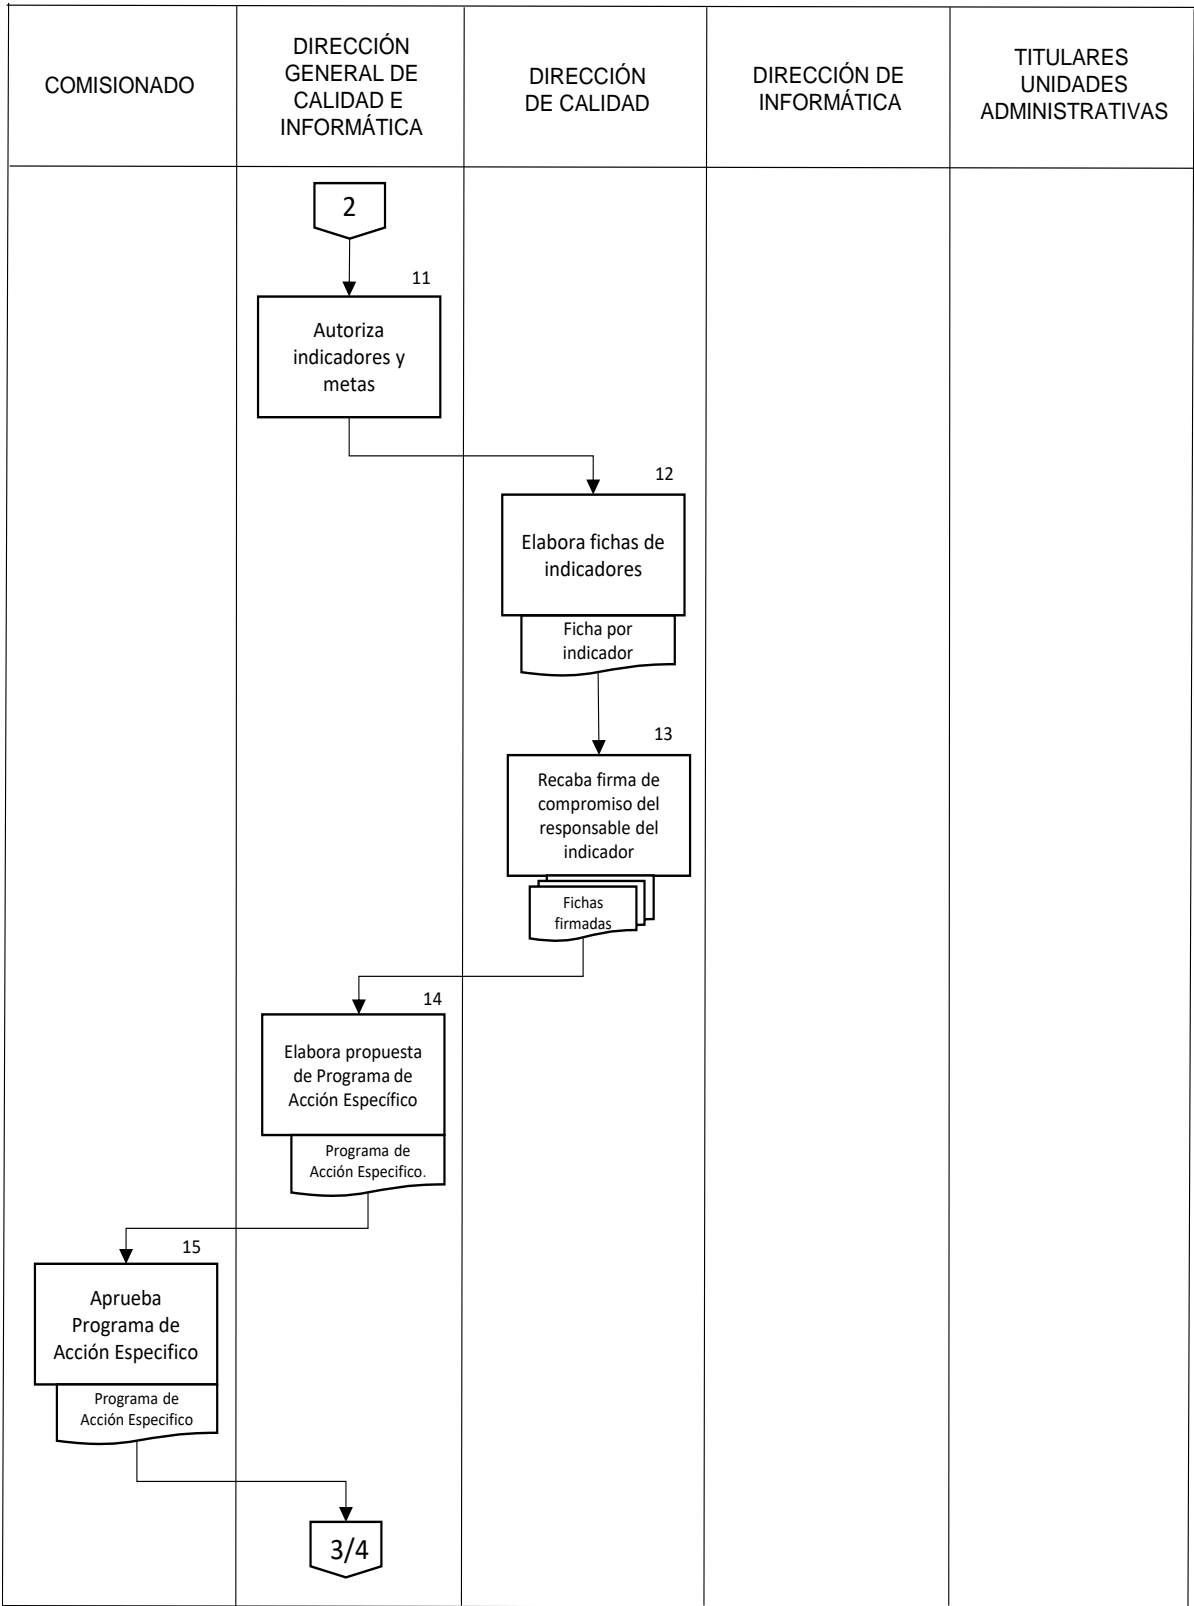 COMISIONADO
DIRECCIÓN
GENERAL DE
CALIDAD E
INFORMÁTICA
DIRECCIÓN
DE CALIDAD
DIRECCIÓN DE
INFORMÁTICA
TITULARES
UNIDADES
ADMINISTRATIVAS
2
11
Autoriza
indicadores y
metas
12
Elabora fichas de
indicadores
Ficha por
indicador
13
Recaba firma de
compromiso del
responsable del
indicador
Fichas
firmadas
14
Elabora propuesta
de Programa de
Acción Específico
Programa de
Acción Especifico.
15
Aprueba
Programa de
Acción Especifico
Programa de
Acción Especifico
3/4